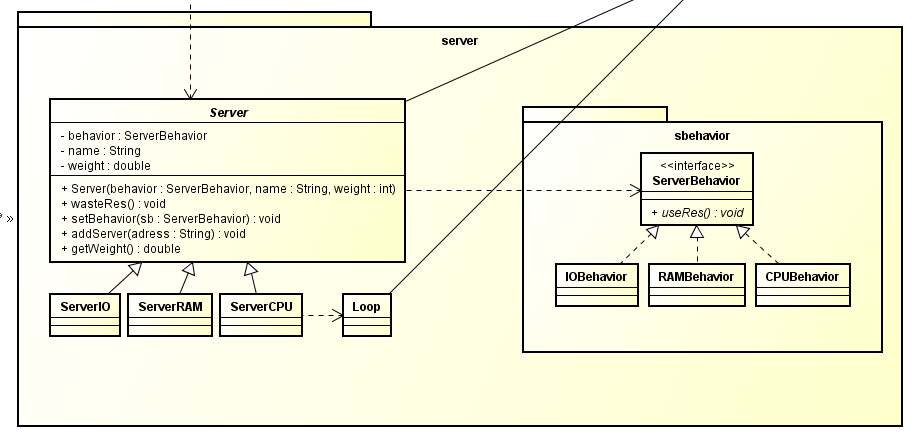 server
Server
- behavior : ServerBehavior
- name : String
- weight : double
+ Server(behavior : ServerBehavior, name : String, weight : int)
+ wasteRes() : void
+ setBehavior(sb : ServerBehavior) : void
+ addServer(adress : String) : void
+ getWeight() : double
ServerIO
ServerRAM
ServerCPU
Loop
sbehavior
<<interface>>
ServerBehavior
+ useRes() : void
IOBehavior
RAMBehavior
CPUBehavior
»